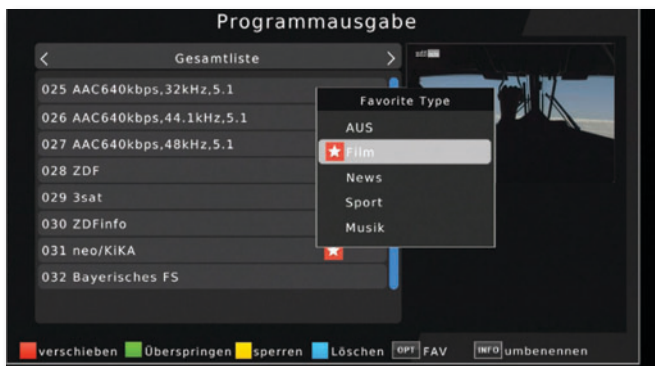 Programmausgabe
< Gesamtliste >
025 AAC640kbps,32kHz,5.1
026 AAC640kbps,44.1kHz,5.1
027 AAC640kbps,48kHz,5.1
028 ZDF
029 3sat
030 ZDFinfo
031 neo/KiKA
032 Bayerisches FS
Favorite Type
AUS
Film
News
Sport
Musik
verschieben Überspringen sperren Löschen OPT FAV INFO umbenennen